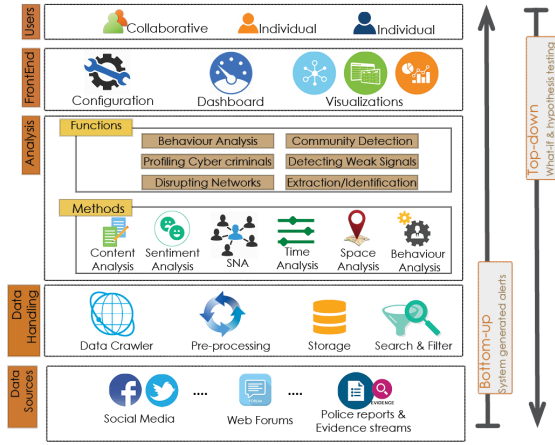 Users
Collaborative
Individual
Individual
FrontEnd
Configuration
Dashboard
Visualizations
Analysis
Functions
Behaviour Analysis
Community Detection
Profiling Cyber criminals
Detecting Weak Signals
Disrupting Networks
Extraction/Identification
Methods
Content
Analysis
Sentiment
Analysis
SNA
Time
Analysis
Space
Analysis
Behaviour
Analysis
Data
Handling
Data Crawler
Pre-processing
Storage
Search & Filter
Data
Sources
Social Media
....
FORUM
Web Forums
....
EVIDENCE
Police reports &
Evidence streams
Bottom-up
System generated alerts
Top-down
What-if & hypothesis testing